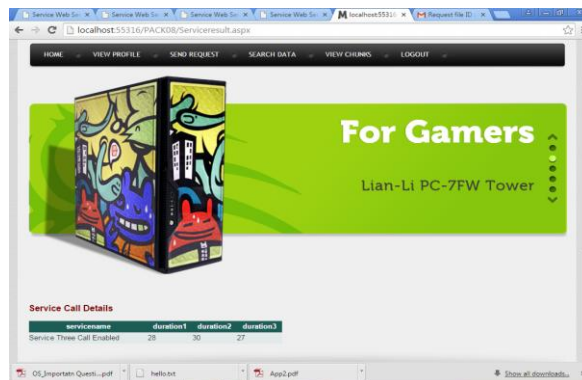 Service Web Se
Service Web Se
Service Web Se
Service Web Se
localhost:5531
Request file ID
localhost:55316/PACK08/Serviceresult.aspx
HOME VIEW PROFILE SEND REQUEST SEARCH DATA VIEW CHUNKS LOGOUT
For Gamers
Lian-Li PC-7FW Tower
Service Call Details
servicename duration1 duration2 duration3
Service Three Call Enabled 28 30 27
OS_Importatn Questi....pdf hello.txt App2.pdf Show all downloads...